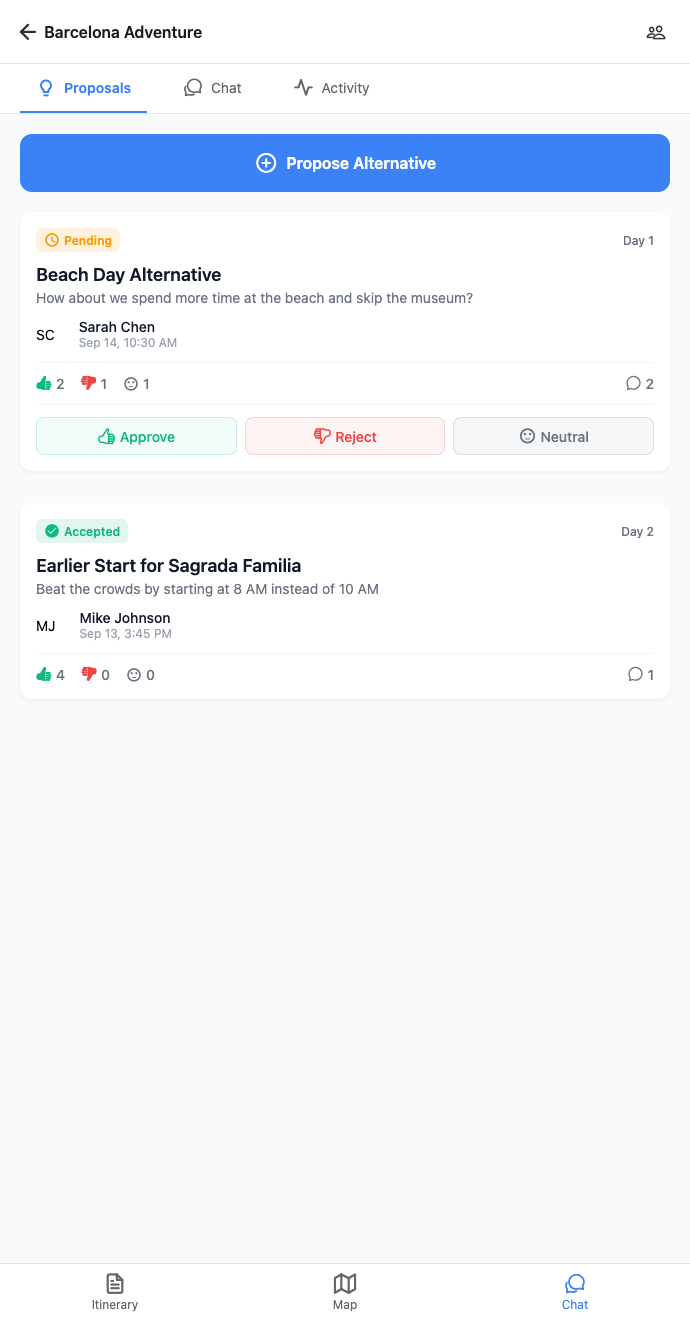 Barcelona Adventure
Proposals Chat Activity
Propose Alternative
Pending Day 1
Beach Day Alternative
How about we spend more time at the beach and skip the museum?
SC Sarah Chen
Sep 14, 10:30 AM
2 1 1 2
Approve Reject Neutral
Accepted Day 2
Earlier Start for Sagrada Familia
Beat the crowds by starting at 8 AM instead of 10 AM
MJ Mike Johnson
Sep 13, 3:45 PM
4 0 0 1
Itinerary Map Chat